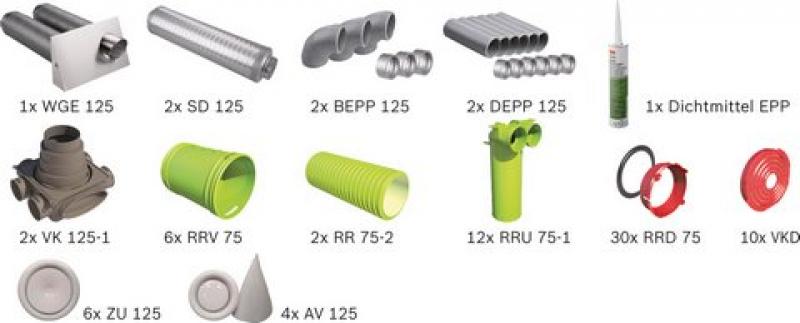 1x WGE 125
2x SD 125
2x BEPP 125
2x DEPP 125
1x Dichtmittel EPP
2x VK 125-1
6x RRV 75
2x RR 75-2
12x RRU 75-1
30x RRD 75
10x VKD
6x ZU 125
4x AV 125